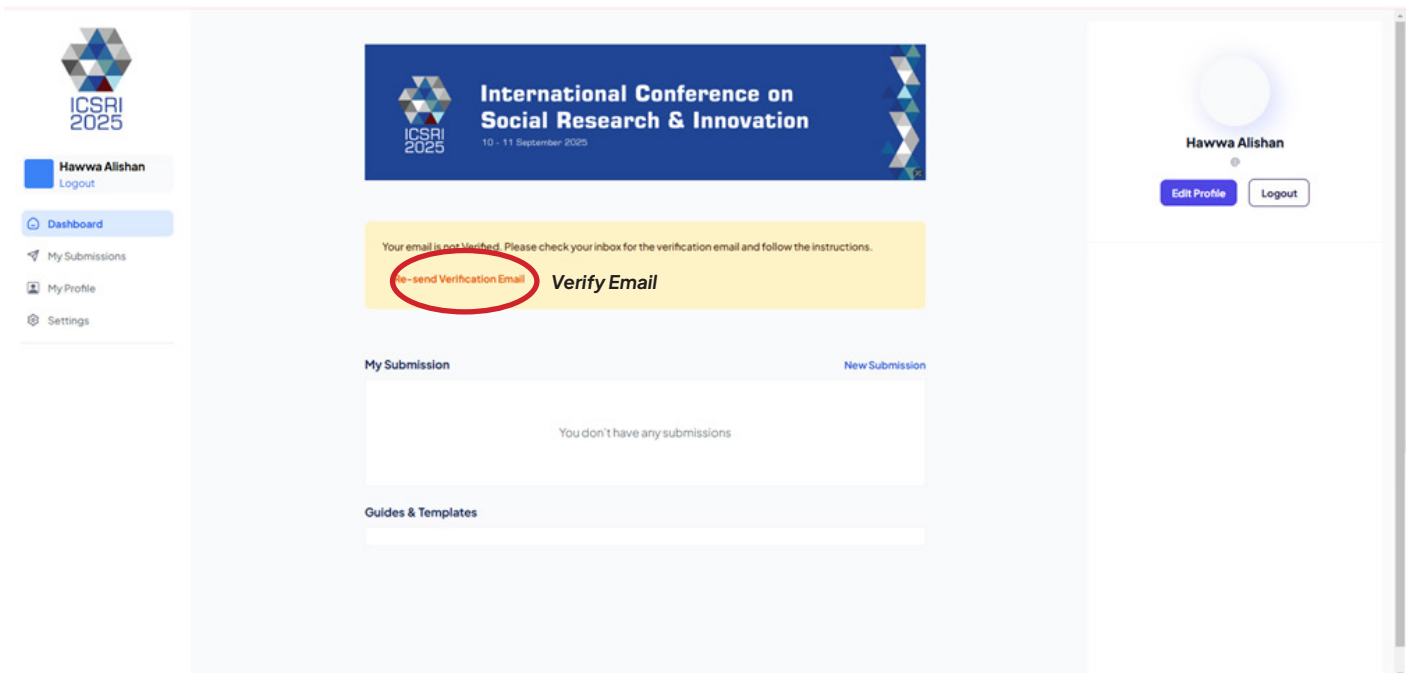 ICSRI
2025
Hawwa Alishan
Logout
Dashboard
My Submissions
My Profile
Settings
ICSRI
2025
International Conference on
Social Research & Innovation
10 - 11 September 2025
Your email is not Verified. Please check your inbox for the verification email and follow the instructions.
Re-send Verification Email
Verify Email
My Submission
New Submission
You don't have any submissions
Guides & Templates
Hawwa Alishan
@
Edit Profile
Logout